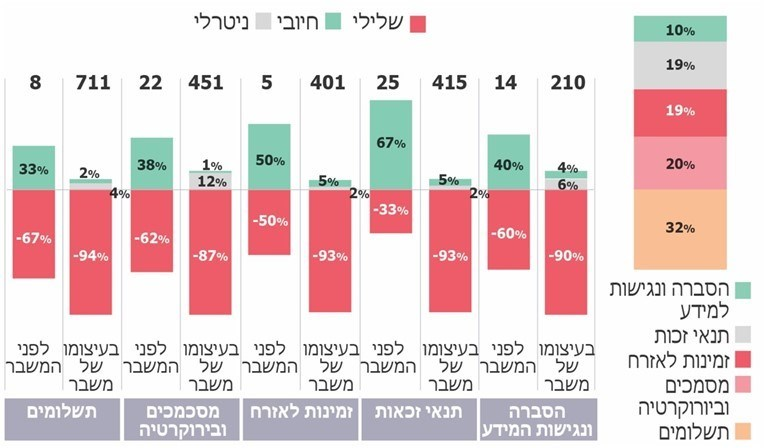 שלילי חיובי ניטרלי
8 711 22 451 5 401 25 415 14 210
33% 2% 38% 1% 50% 5% 67% 5% 40% 4%
4% 12% 2% 2% 6%
-67% -94% -62% -87% -50% -93% -33% -93% -60% -90%
לפני המשבר
בעיצומו של משבר
לפני המשבר
בעיצומו של משבר
לפני המשבר
בעיצומו של משבר
לפני המשבר
בעיצומו של משבר
לפני המשבר
בעיצומו של משבר
תשלומים
מסכמכים
ובירוקרטיה
זמינות לאזרח
תנאי זכאות
הסברה
ונגישות המידע
10%
19%
19%
20%
32%
הסברה ונגישות
למידע
תנאי זכות
זמינות לאזרח
מסמכים
וביורוקרטיה
תשלומים